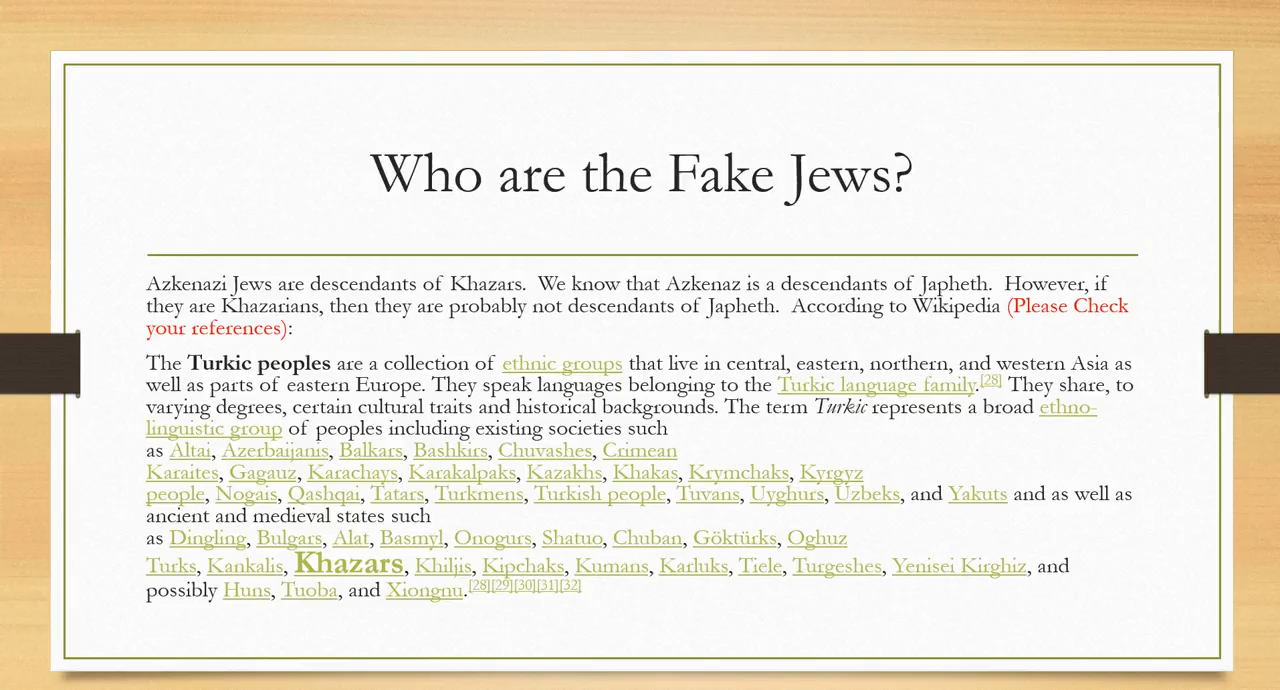 Who are the Fake Jews?
Azkenazi Jews are descendants of Khazars.  We know that Azkenaz is a descendants of Japheth.  However, if
they are Khazarians, then they are probably not descendants of Japheth.  According to Wikipedia (Please Check
your references):
The Turkic peoples are a collection of ethnic groups that live in central, eastern, northern, and western Asia as
well as parts of eastern Europe. They speak languages belonging to the Turkic language family.[28] They share, to
varying degrees, certain cultural traits and historical backgrounds. The term Turkic represents a broad ethno-
linguistic group of peoples including existing societies such
as Altai, Azerbaijanis, Balkars, Bashkirs, Chuvashes, Crimean
Karaites, Gagauz, Karachays, Karakalpaks, Kazakhs, Khakas, Krymchaks, Kyrgyz
people, Nogais, Qashqai, Tatars, Turkmens, Turkish people, Tuvans, Uyghurs, Uzbeks, and Yakuts and as well as
ancient and medieval states such
as Dingling, Bulgars, Alat, Basmyl, Onogurs, Shatuo, Chuban, Göktürks, Oghuz
Turks, Kankalis, Khazars, Khiljis, Kipchaks, Kumans, Karluks, Tiele, Turgeshes, Yenisei Kirghiz, and
possibly Huns, Tuoba, and Xiongnu.[28][29][30][31][32]